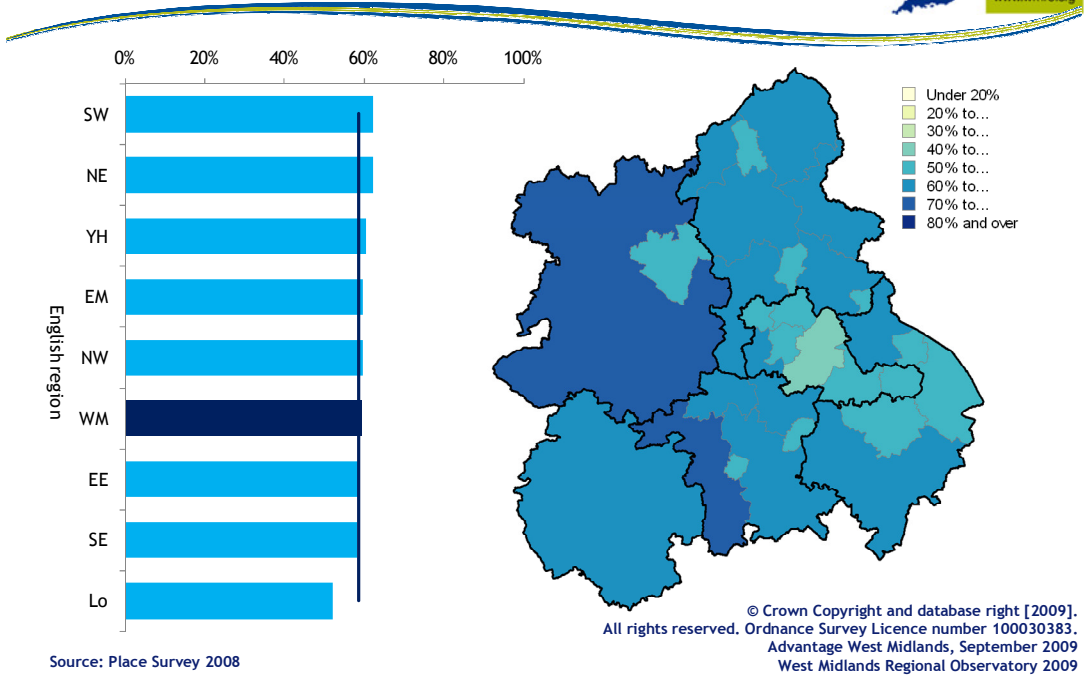 0% 20% 40% 60% 80% 100%
SW
NE
YH
EM
NW
WM
EE
SE
Lo
English region
Under 20%
20% to...
30% to...
40% to...
50% to...
60% to...
70% to...
80% and over
© Crown Copyright and database right [2009].
All rights reserved. Ordnance Survey Licence number 100030383.
Advantage West Midlands, September 2009
West Midlands Regional Observatory 2009
Source: Place Survey 2008